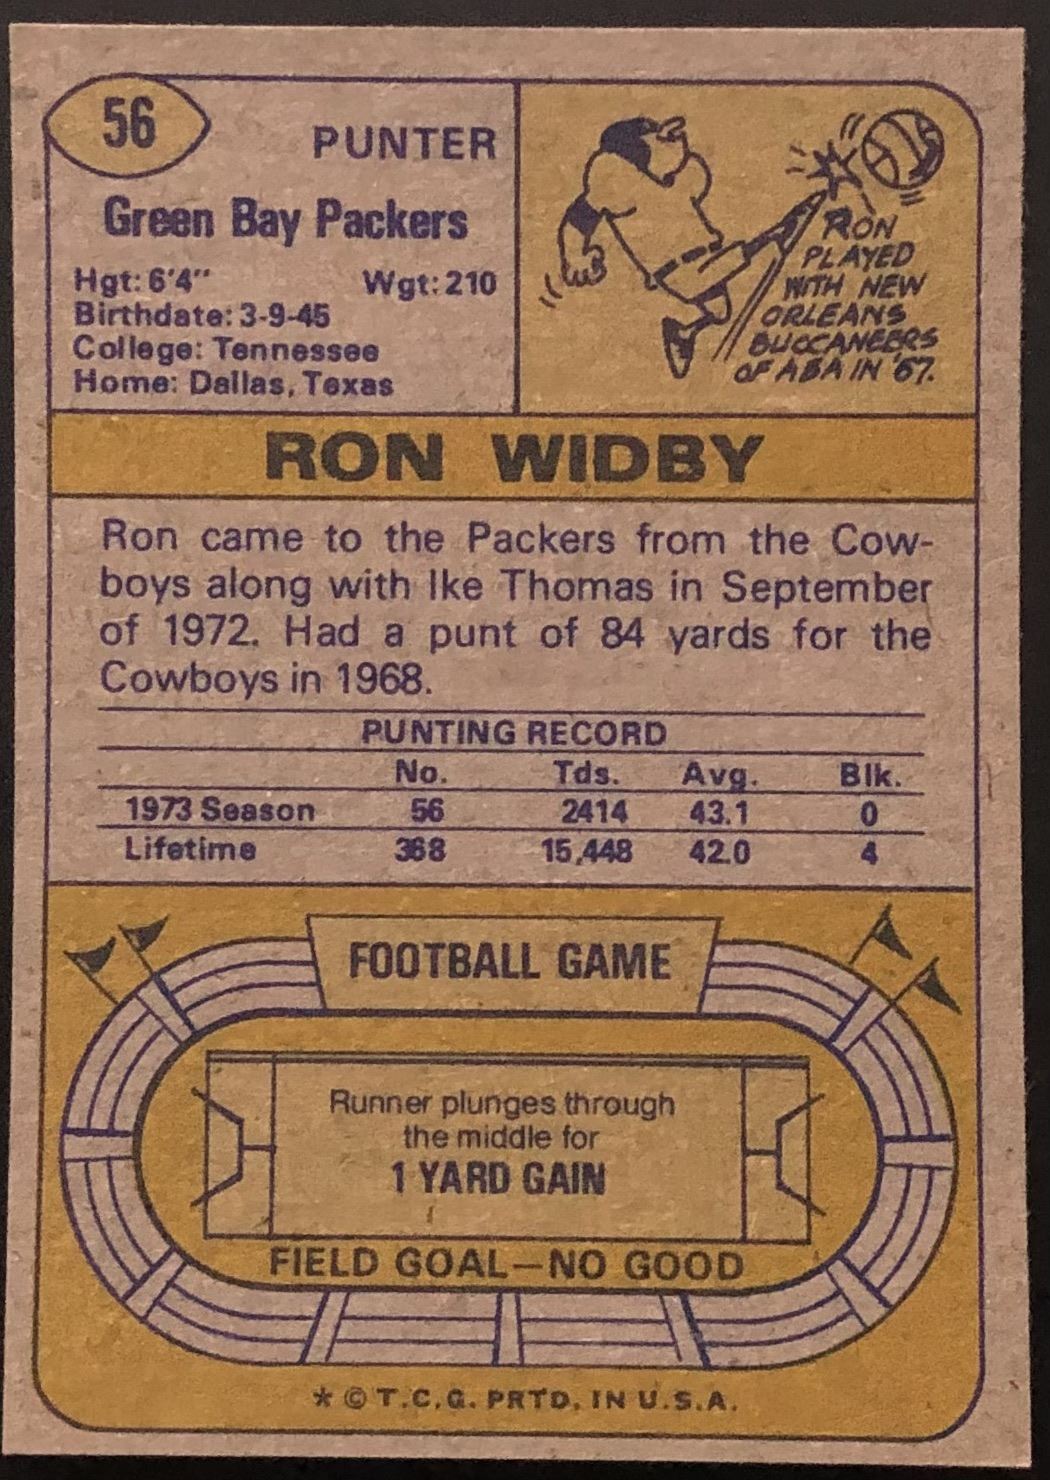 56
PUNTER
Green Bay Packers
Hgt: 6'4" Wgt: 210
Birthdate: 3-9-45
College: Tennessee
Home: Dallas, Texas
RON
PLAYED
WITH NEW
ORLEANS
BUCCANEERS
OF ABA IN '67.
RON WIDBY
Ron came to the Packers from the Cow-
boys along with Ike Thomas in September
of 1972. Had a punt of 84 yards for the
Cowboys in 1968.
PUNTING RECORD
No. Tds. Avg. Blk.
1973 Season 56 2414 43.1 0
Lifetime 368 15,448 42.0 4
FOOTBALL GAME
Runner plunges through
the middle for
1 YARD GAIN
FIELD GOAL—NO GOOD
* © T.C.G. PRTD. IN U.S.A.